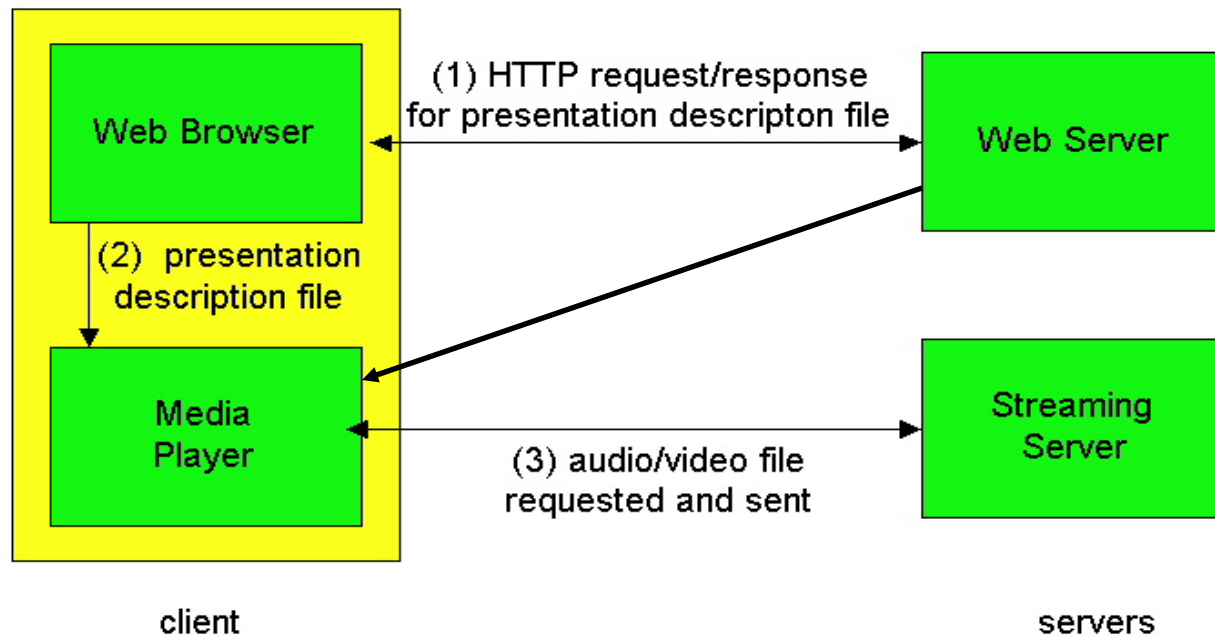 (1) HTTP request/response
for presentation descripton file
Web Browser
Web Server
(2) presentation
description file
Media
Player
(3) audio/video file
requested and sent
Streaming
Server
client
servers